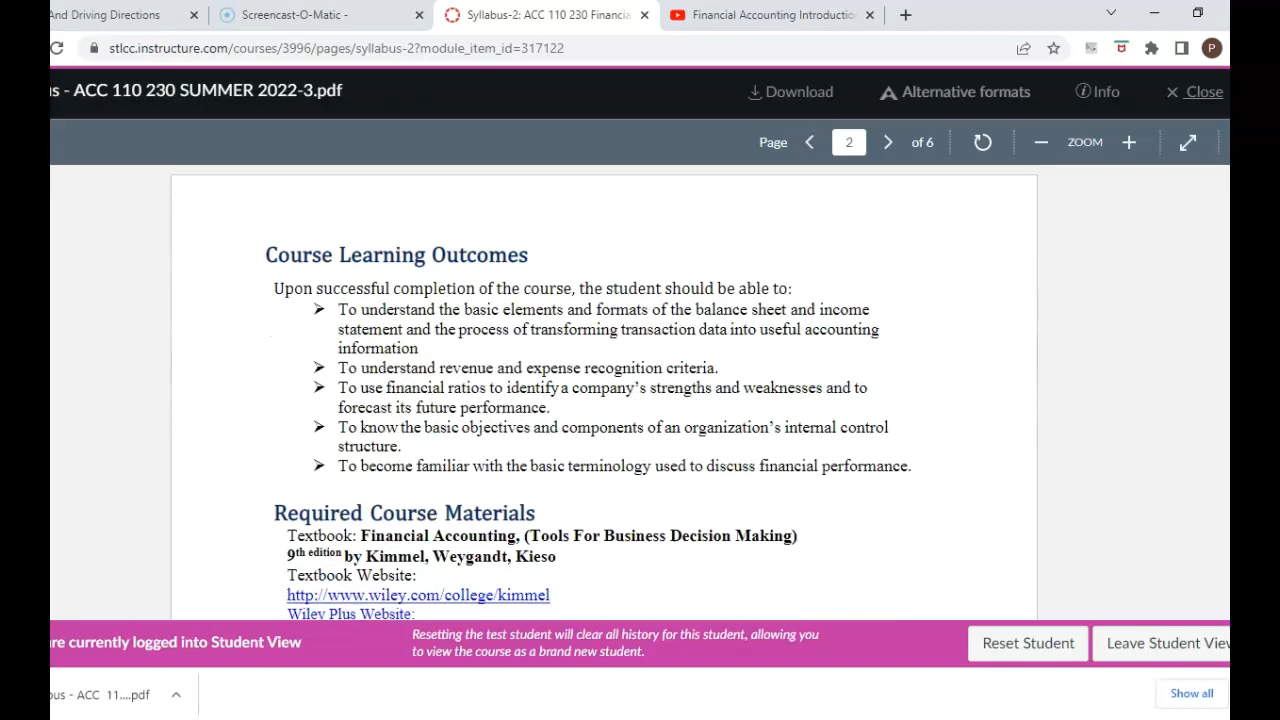 And Driving Directions
Screencast-O-Matic -
Syllabus-2: ACC 110 230 Financia
Financial Accounting Introductio
stlcc.instructure.com/courses/3996/pages/syllabus-2?module_item_id=317122
P
us - ACC 110 230 SUMMER 2022-3.pdf
Download
Alternative formats
Info
Close
Page 2 of 6
ZOOM
Course Learning Outcomes
Upon successful completion of the course, the student should be able to:
➢ To understand the basic elements and formats of the balance sheet and income
statement and the process of transforming transaction data into useful accounting
information
➢ To understand revenue and expense recognition criteria.
➢ To use financial ratios to identify a company's strengths and weaknesses and to
forecast its future performance.
➢ To know the basic objectives and components of an organization's internal control
structure.
➢ To become familiar with the basic terminology used to discuss financial performance.
Required Course Materials
Textbook: Financial Accounting, (Tools For Business Decision Making)
9th edition by Kimmel, Weygandt, Kieso
Textbook Website:
http://www.wiley.com/college/kimmel
Wiley Plus Website:
re currently logged into Student View
Resetting the test student will clear all history for this student, allowing you
to view the course as a brand new student.
Reset Student
Leave Student View
bus - ACC 11....pdf
Show all